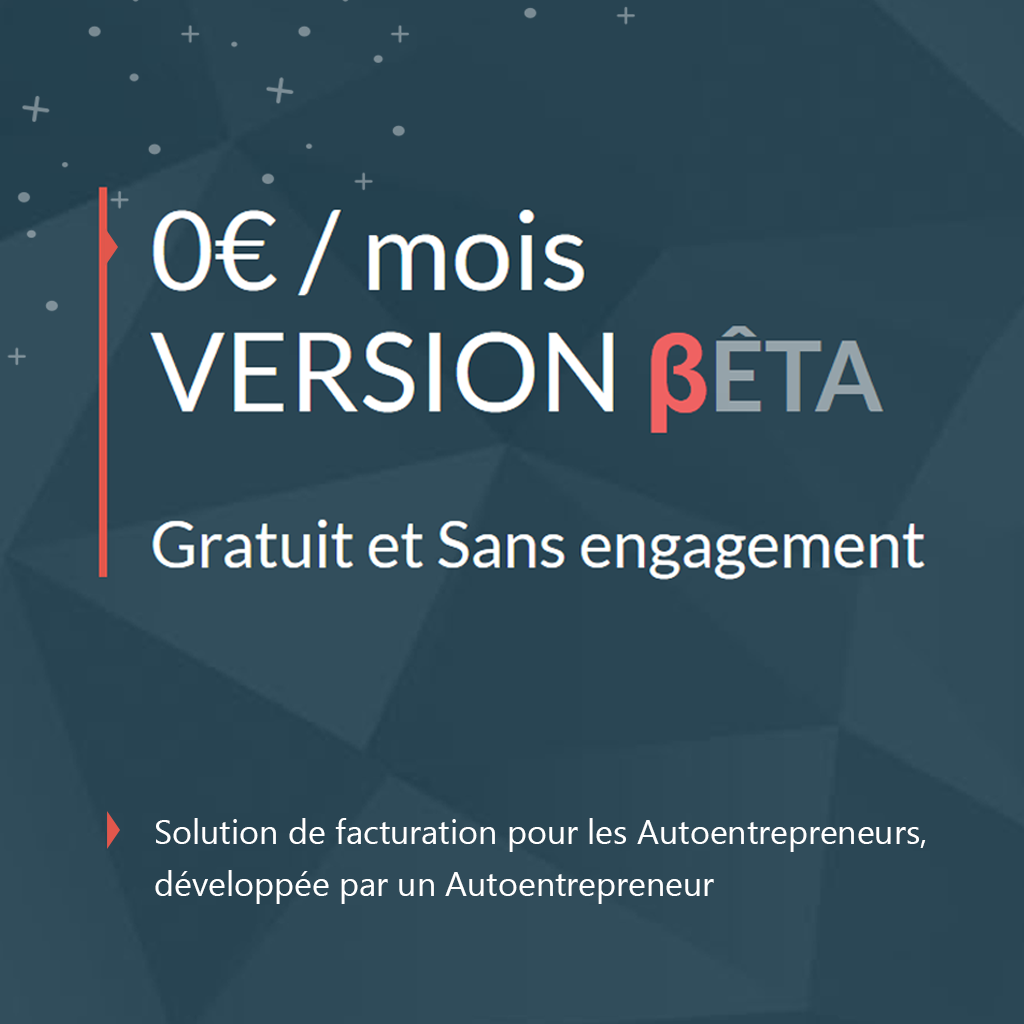 0€ / mois
VERSION βÊTA
Gratuit et Sans engagement
Solution de facturation pour les Autoentrepreneurs,
développée par un Autoentrepreneur